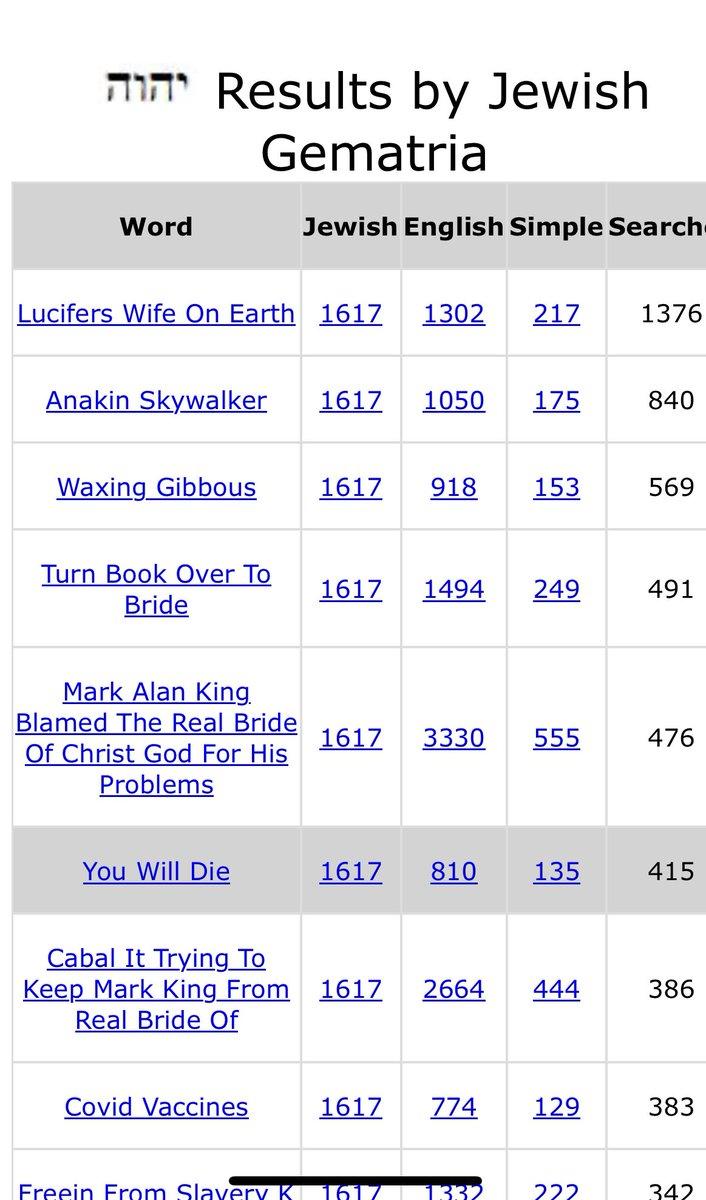 יהוה Results by Jewish
Gematria
Word Jewish English Simple Searche
Lucifers Wife On Earth 1617 1302 217 1376
Anakin Skywalker 1617 1050 175 840
Waxing Gibbous 1617 918 153 569
Turn Book Over To
Bride 1617 1494 249 491
Mark Alan King
Blamed The Real Bride
Of Christ God For His
Problems 1617 3330 555 476
You Will Die 1617 810 135 415
Cabal It Trying To
Keep Mark King From
Real Bride Of 1617 2664 444 386
Covid Vaccines 1617 774 129 383
Freein From Slavery K 1617 1332 222 342